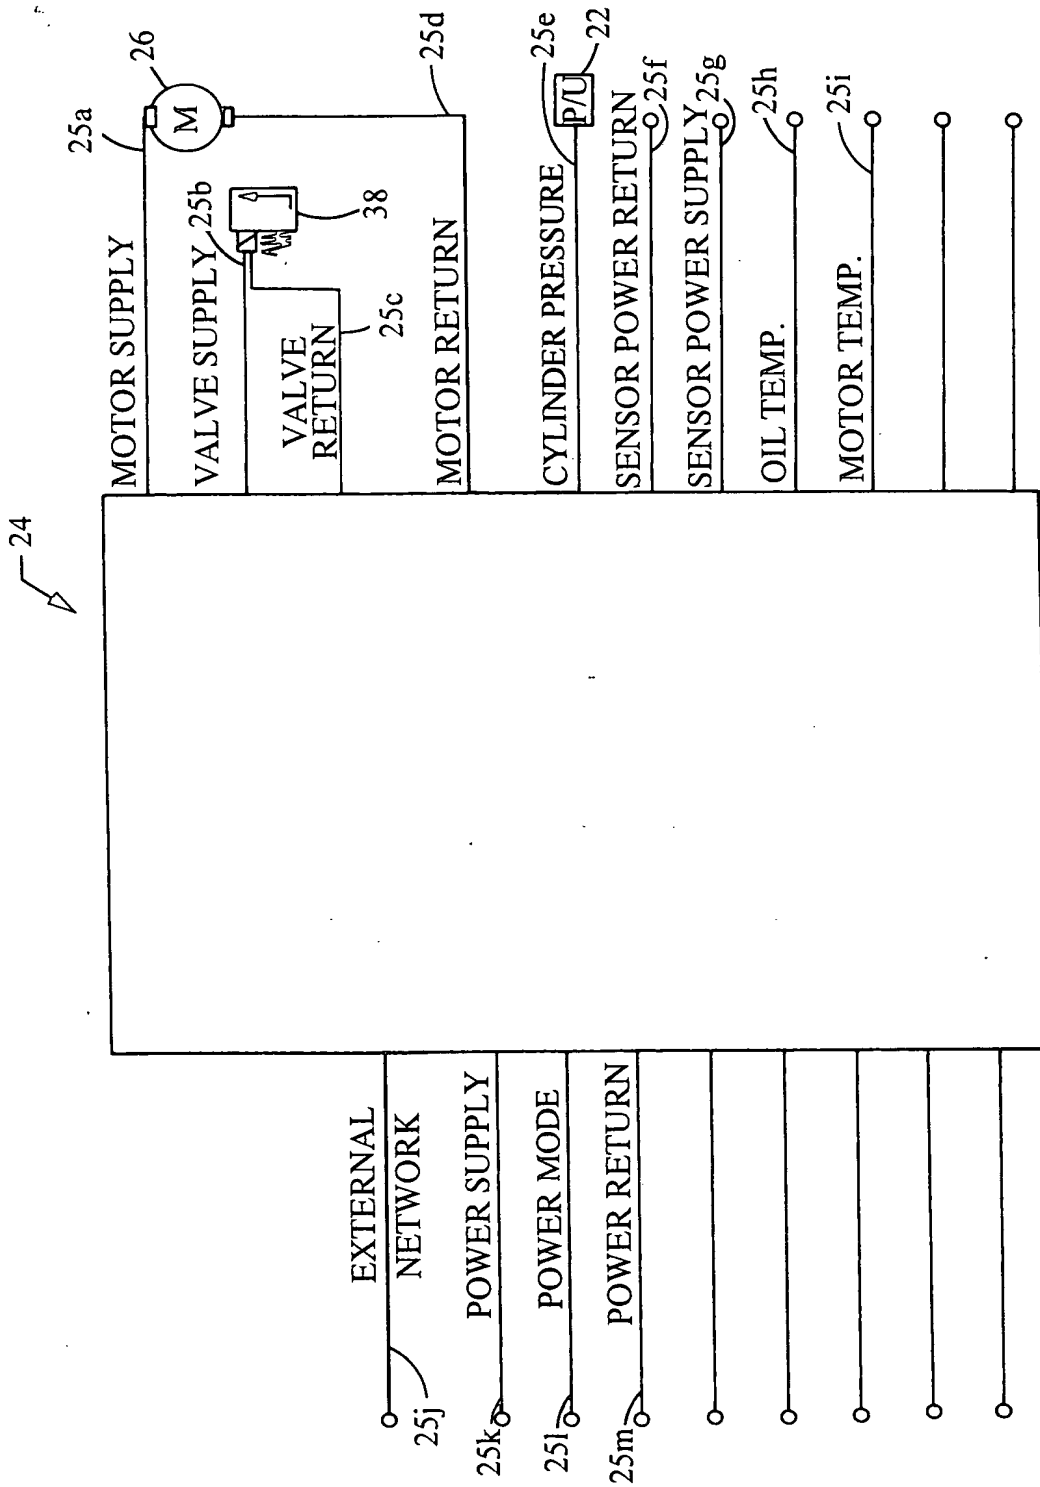 24
EXTERNAL
NETWORK
25j
POWER SUPPLY
25k
POWER MODE
25l
POWER RETURN
25m
MOTOR SUPPLY
25a
26
M
VALVE SUPPLY
25b
38
VALVE
RETURN
25c
MOTOR RETURN
25d
CYLINDER PRESSURE
25e
P/U
22
SENSOR POWER RETURN
25f
SENSOR POWER SUPPLY
25g
OIL TEMP.
25h
MOTOR TEMP.
25i